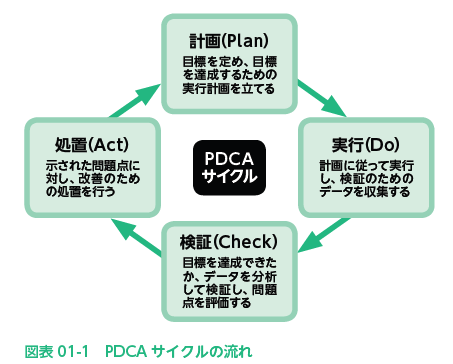 計画(Plan)
目標を定め、目標
を達成するための
実行計画を立てる
処置(Act)
示された問題点に
対し、改善のため
の処置を行う
PDCA
サイクル
実行(Do)
計画に従って実行
し、検証のための
データを収集する
検証(Check)
目標を達成できた
か、データを分析
して検証し、問題
点を評価する
図表 01-1 PDCA サイクルの流れ